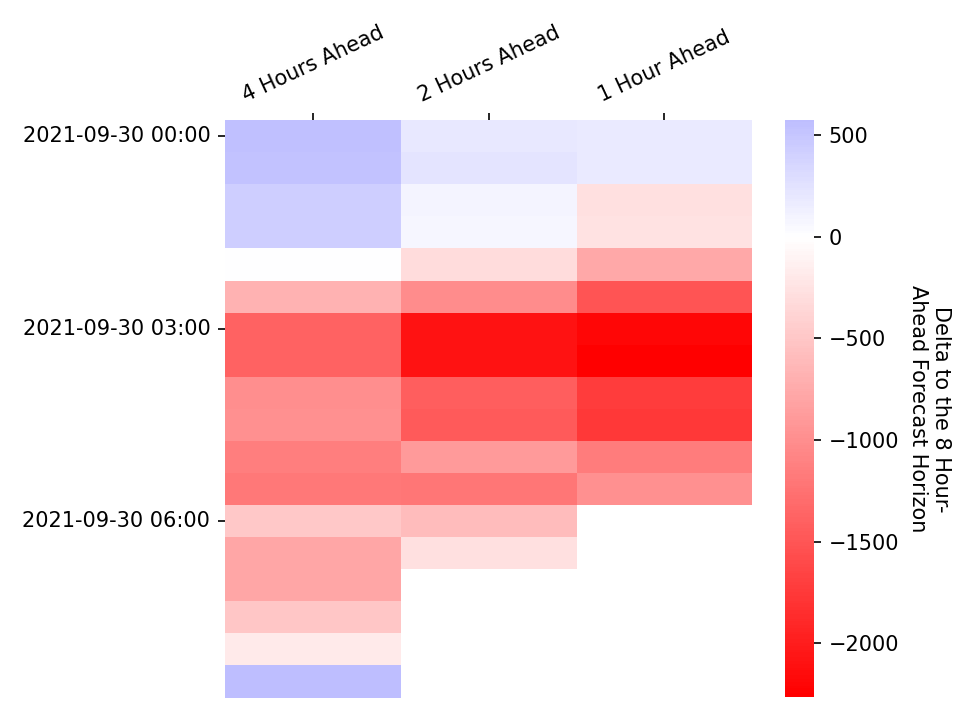 4 Hours Ahead
2 Hours Ahead
1 Hour Ahead
2021-09-30 00:00
2021-09-30 03:00
2021-09-30 06:00
500
0
−500
−1000
−1500
−2000
Delta to the 8 Hour-
Ahead Forecast Horizon